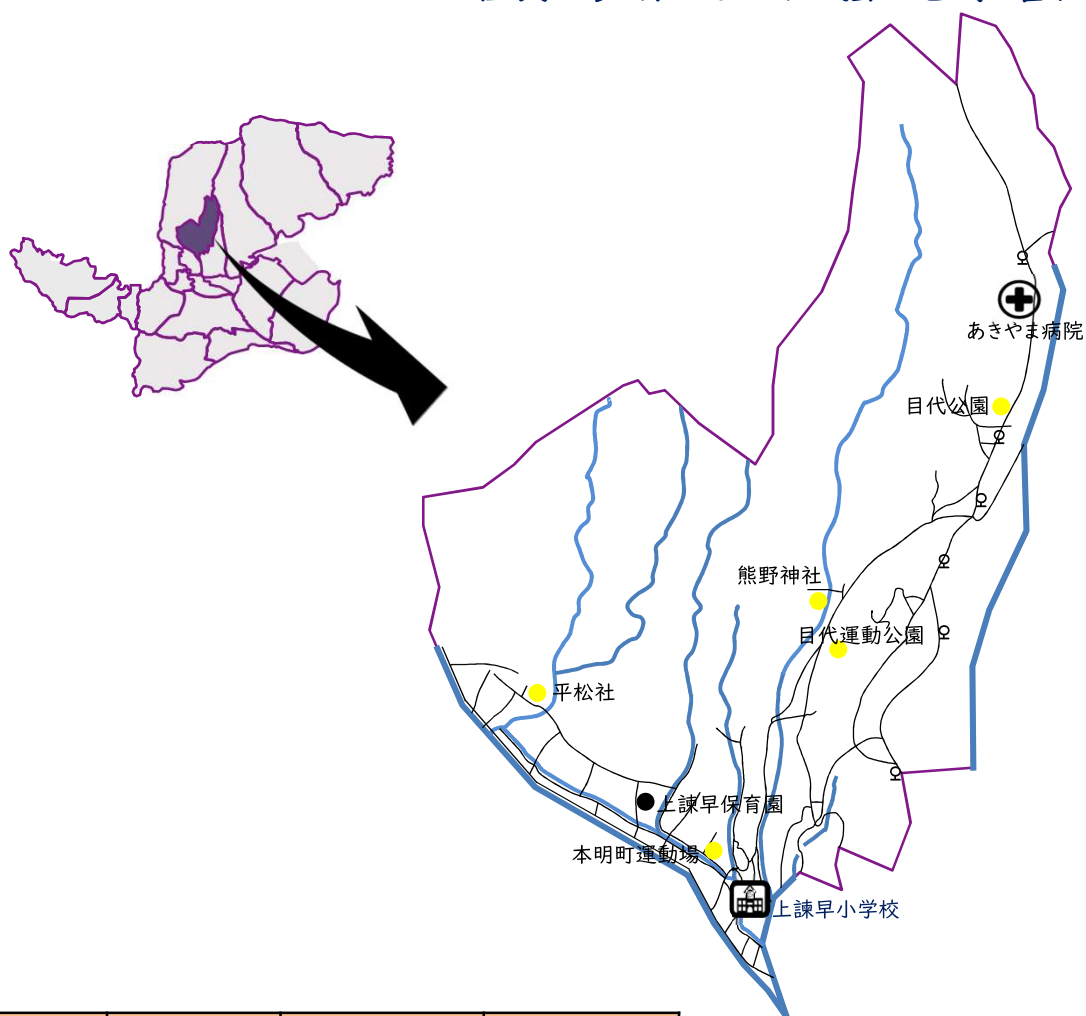 あきやま病院
目代公園
熊野神社
目代運動公園
平松社
上諫早保育園
本明町運動場
上諫早小学校